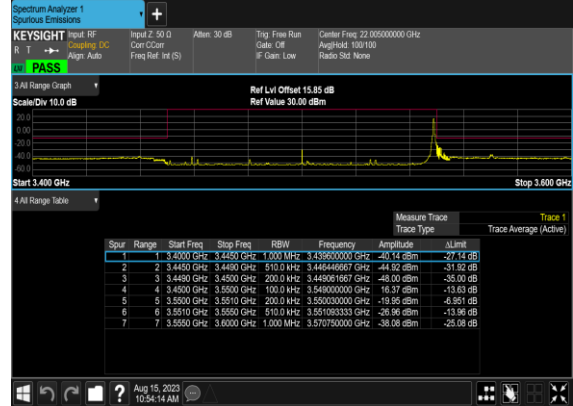 Spectrum Analyzer 1
Spurious Emissions
+
KEYSIGHT Input: RF Input Z: 50 Ω Atten: 30 dB Trig: Free Run Center Freq: 22.005000000 GHz
R T Coupling: DC Corr CCorr Gate: Off Avg|Hold: 100/100
Align: Auto Freq Ref: Int (S) IF Gain: Low Radio Std: None
PASS
3 All Range Graph
Ref Lvl Offset 15.85 dB
Scale/Div 10.0 dB Ref Value 30.00 dBm
20.0
0.00
-20.0
-40.0
-60.0
Start 3.400 GHz Stop 3.600 GHz
4 All Range Table
Measure Trace Trace 1
Trace Type Trace Average (Active)
Spur Range Start Freq Stop Freq RBW Frequency Amplitude ΔLimit
1 1 3.4000 GHz 3.4450 GHz 1.000 MHz 3.439600000 GHz -40.14 dBm -27.14 dB
2 2 3.4450 GHz 3.4490 GHz 510.0 kHz 3.446446667 GHz -44.92 dBm -31.92 dB
3 3 3.4490 GHz 3.4500 GHz 200.0 kHz 3.449061667 GHz -48.00 dBm -35.00 dB
4 4 3.4500 GHz 3.5500 GHz 100.0 kHz 3.549000000 GHz 16.37 dBm -13.63 dB
5 5 3.5500 GHz 3.5510 GHz 200.0 kHz 3.550030000 GHz -19.95 dBm -6.951 dB
6 6 3.5510 GHz 3.5550 GHz 510.0 kHz 3.551093333 GHz -26.96 dBm -13.96 dB
7 7 3.5550 GHz 3.6000 GHz 1.000 MHz 3.570750000 GHz -38.08 dBm -25.08 dB
? Aug 15, 2023
10:54:14 AM